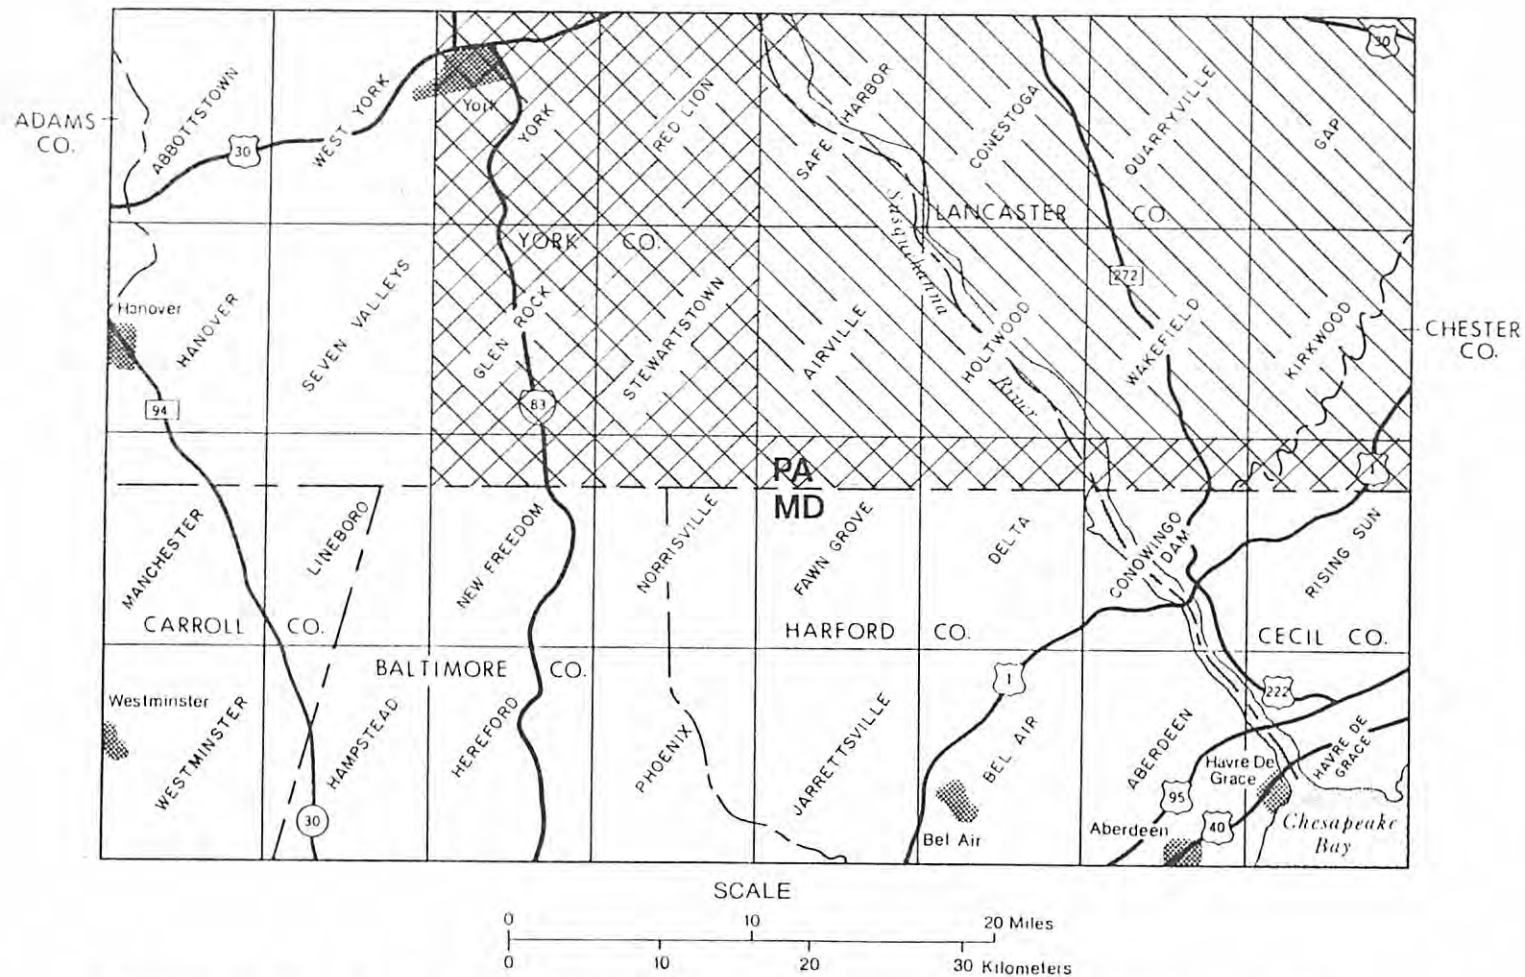 30
ADAMS
CO.
ABBOTTSTOWN
30
WEST YORK
York
YORK
RED LION
SAFE HARBOR
CONESTOGA
QUARRYVILLE
GAP
Susquehanna
River
LANCASTER CO.
YORK CO.
272
Hanover
HANOVER
SEVEN VALLEYS
GLEN ROCK
STEWARTSTOWN
AIRVILLE
HOLTWOOD
WAKEFIELD
KIRKWOOD
CHESTER
CO.
94
83
1
PA
MD
MANCHESTER
LINEBORO
NEW FREEDOM
NORRISVILLE
FAWN GROVE
DELTA
CONOWINGO
DAM
RISING SUN
CARROLL CO.
HARFORD CO.
CECIL CO.
BALTIMORE CO.
1
222
Westminster
WESTMINSTER
HAMPSTEAD
HEREFORD
PHOENIX
JARRETTSVILLE
BEL AIR
ABERDEEN
Havre De
Grace
HAVRE DE
GRACE
95
40
30
Bel Air
Aberdeen
Chesapeake
Bay
SCALE
0 10 20 Miles
0 10 20 30 Kilometers